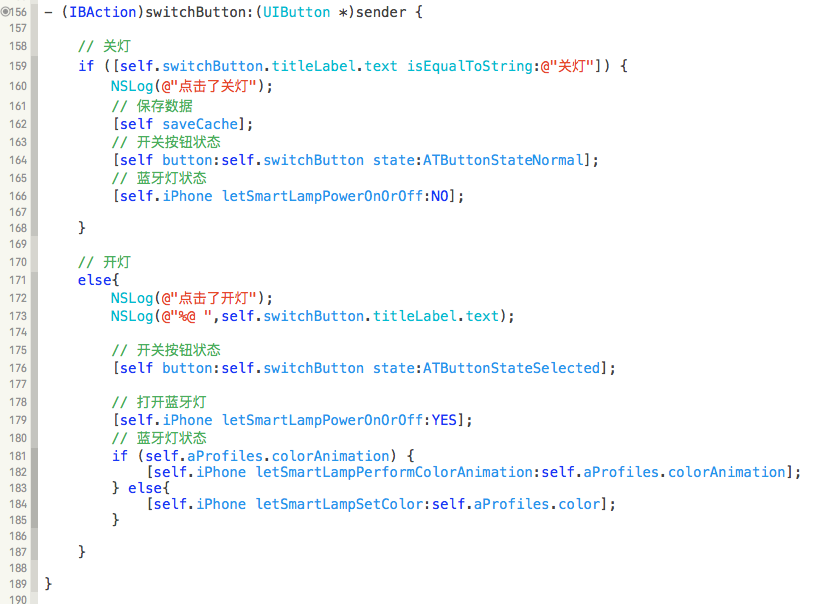 156 - (IBAction)switchButton:(UIButton *)sender {
157
158 // 关灯
159 if ([self.switchButton.titleLabel.text isEqualToString:@"关灯"]) {
160 NSLog(@"点击了关灯");
161 // 保存数据
162 [self saveCache];
163 // 开关按钮状态
164 [self button:self.switchButton state:ATButtonStateNormal];
165 // 蓝牙灯状态
166 [self.iPhone letSmartLampPowerOnOrOff:NO];
167
168 }
169
170 // 开灯
171 else{
172 NSLog(@"点击了开灯");
173 NSLog(@"%@ ",self.switchButton.titleLabel.text);
174
175 // 开关按钮状态
176 [self button:self.switchButton state:ATButtonStateSelected];
177
178 // 打开蓝牙灯
179 [self.iPhone letSmartLampPowerOnOrOff:YES];
180 // 蓝牙灯状态
181 if (self.aProfiles.colorAnimation) {
182 [self.iPhone letSmartLampPerformColorAnimation:self.aProfiles.colorAnimation];
183 } else{
184 [self.iPhone letSmartLampSetColor:self.aProfiles.color];
185 }
186
187 }
188
189 }
190